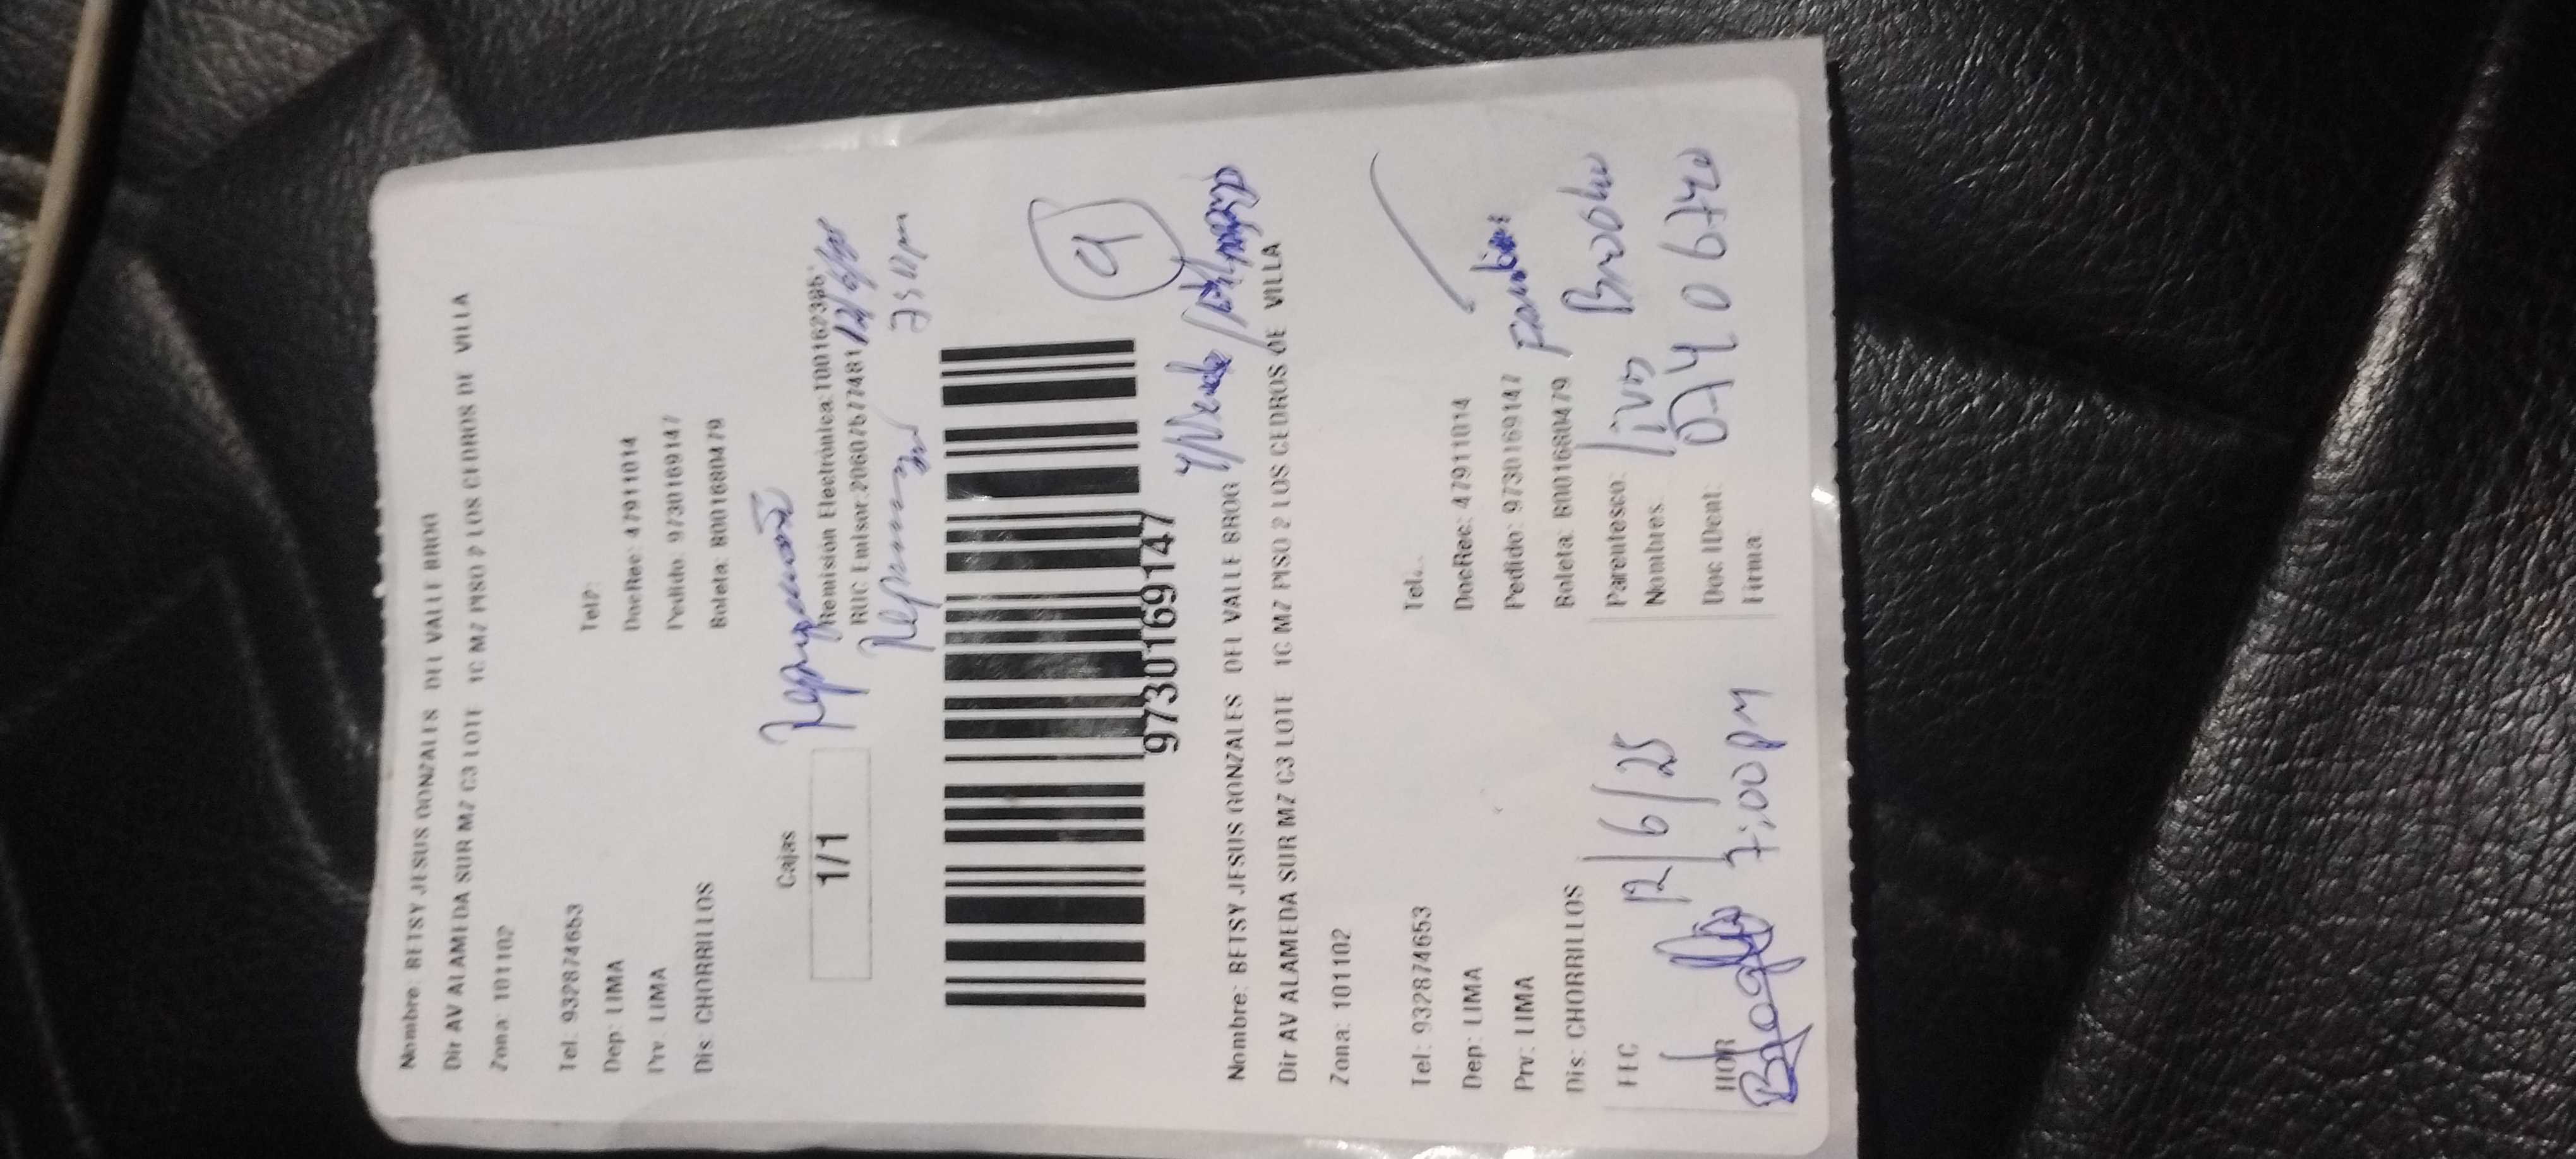 Nombre: BETSY JESUS GONZALES DEL VALLE BROG
Dir AV ALAMEDA SUR MZ C3 LOTE 1C MZ PISO 2 LOS CEDROS DE VILLA
Zona: 101102
Tel: 932874653 Telf:
Dep: LIMA DocRec: 47911014
Prv: LIMA Pedido: 9730169147
Dis: CHORRILLOS Boleta: B001680479
Cajas
1/1
Remisión Electrónica:
RUC Emisor:
9
9730169147
Nombre: BETSY JESUS GONZALES DEL VALLE BROG
Dir AV ALAMEDA SUR MZ C3 LOTE 1C MZ PISO 2 LOS CEDROS DE VILLA
Zona: 101102
Tel: 932874653 Tel:
Dep: LIMA DocRec: 47911014
Prv: LIMA Pedido: 9730169147
Dis: CHORRILLOS Boleta: B001680479
FEC 12/6/25 Parentesco:
Nombres:
HOR 7:00 PM Doc IDent: 07406740
Firma: